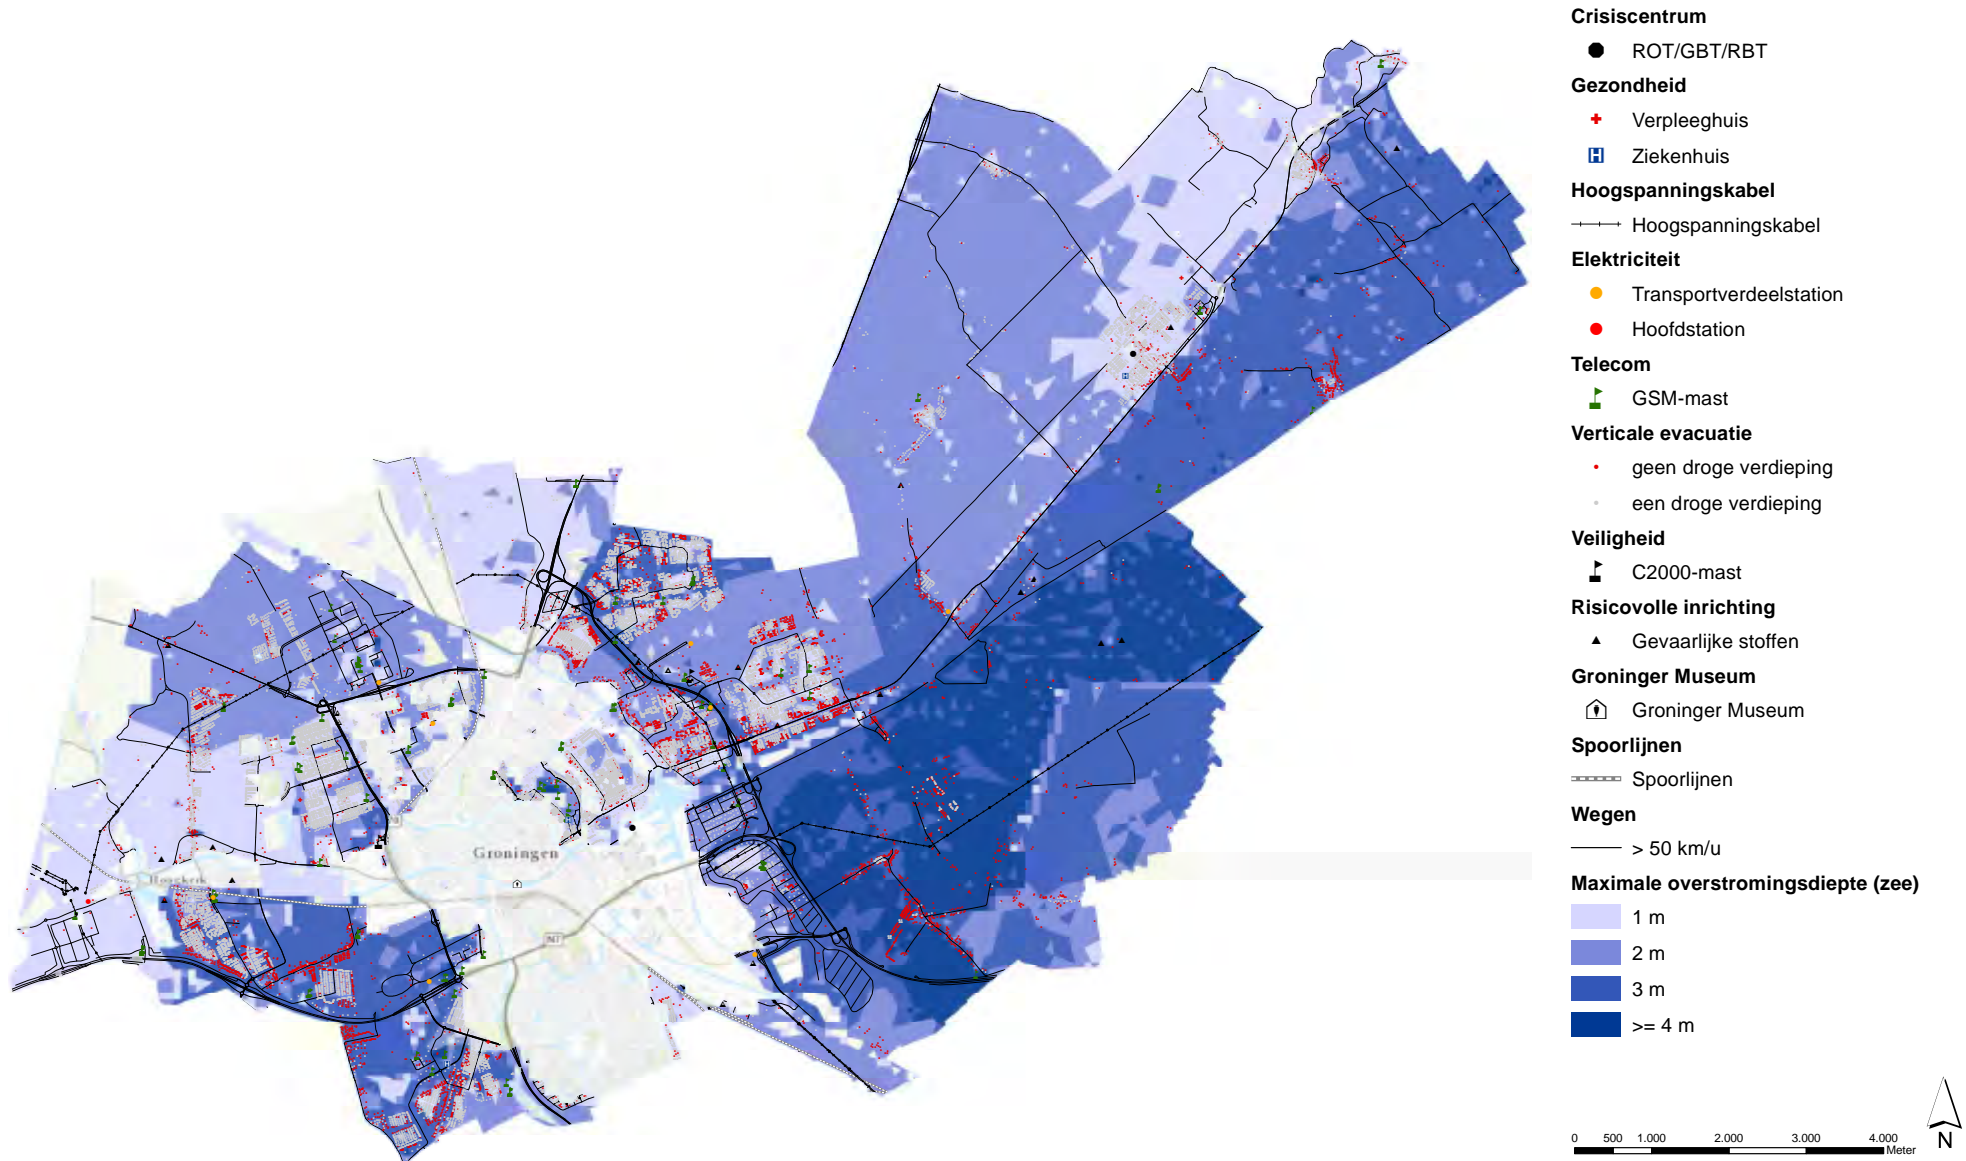 Crisiscentrum
ROT/GBT/RBT
Gezondheid
Verpleeghuis
H Ziekenhuis
Hoogspanningskabel
Hoogspanningskabel
Elektriciteit
Transportverdeelstation
Hoofdstation
Telecom
GSM-mast
Verticale evacuatie
geen droge verdieping
een droge verdieping
Veiligheid
C2000-mast
Risicovolle inrichting
Gevaarlijke stoffen
Groninger Museum
Groninger Museum
Spoorlijnen
Spoorlijnen
Wegen
> 50 km/u
Maximale overstromingsdiepte (zee)
1 m
2 m
3 m
>= 4 m
0 500 1.000 2.000 3.000 4.000
Meter
N
Groningen
N7
H